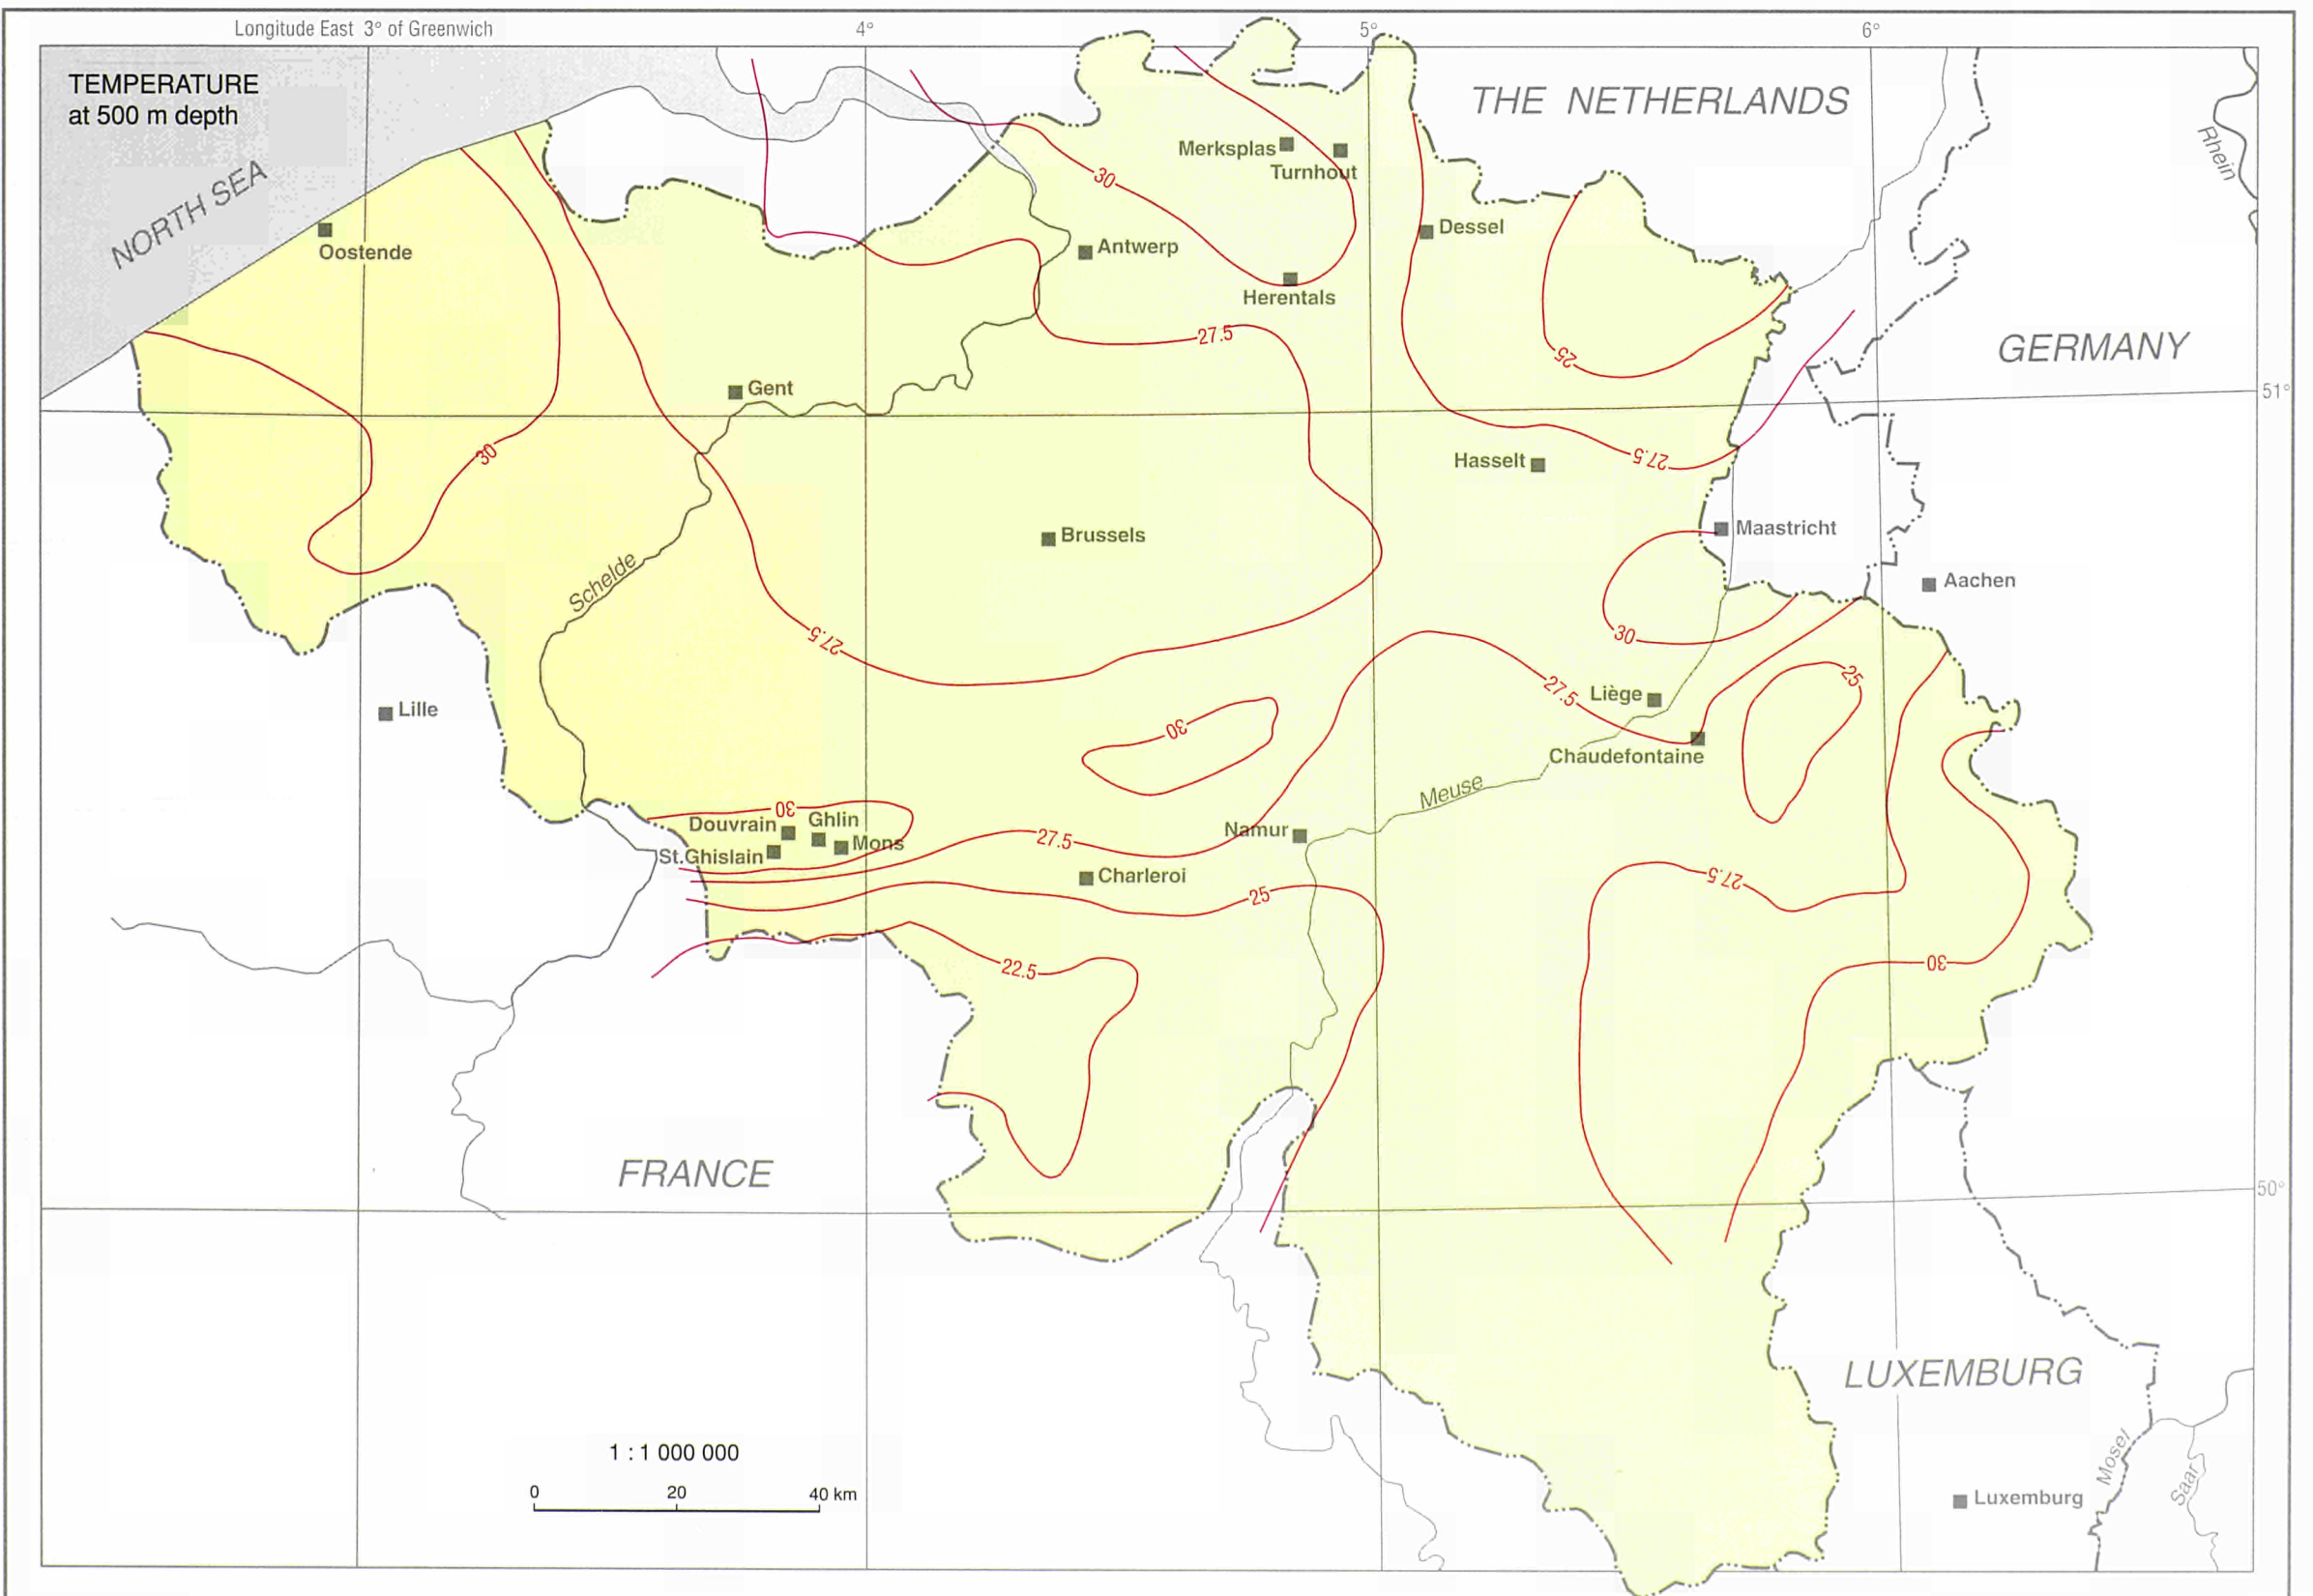 Longitude East 3° of Greenwich
4°
5°
6°
TEMPERATURE
at 500 m depth
THE NETHERLANDS
Rhein
NORTH SEA
Merksplas
Turnhout
30
Oostende
Dessel
Antwerp
Herentals
27.5
25
GERMANY
51°
Gent
30
Hasselt
27.5
Brussels
Maastricht
Schelde
Aachen
27.5
30
25
27.5
Liège
Lille
30
Chaudefontaine
Meuse
30
Douvrain
Ghlin
Namur
27.5
Mons
St.Ghislain
Charleroi
27.5
25
22.5
30
FRANCE
50°
LUXEMBURG
1 : 1 000 000
Mosel
Saar
0
20
40 km
Luxemburg